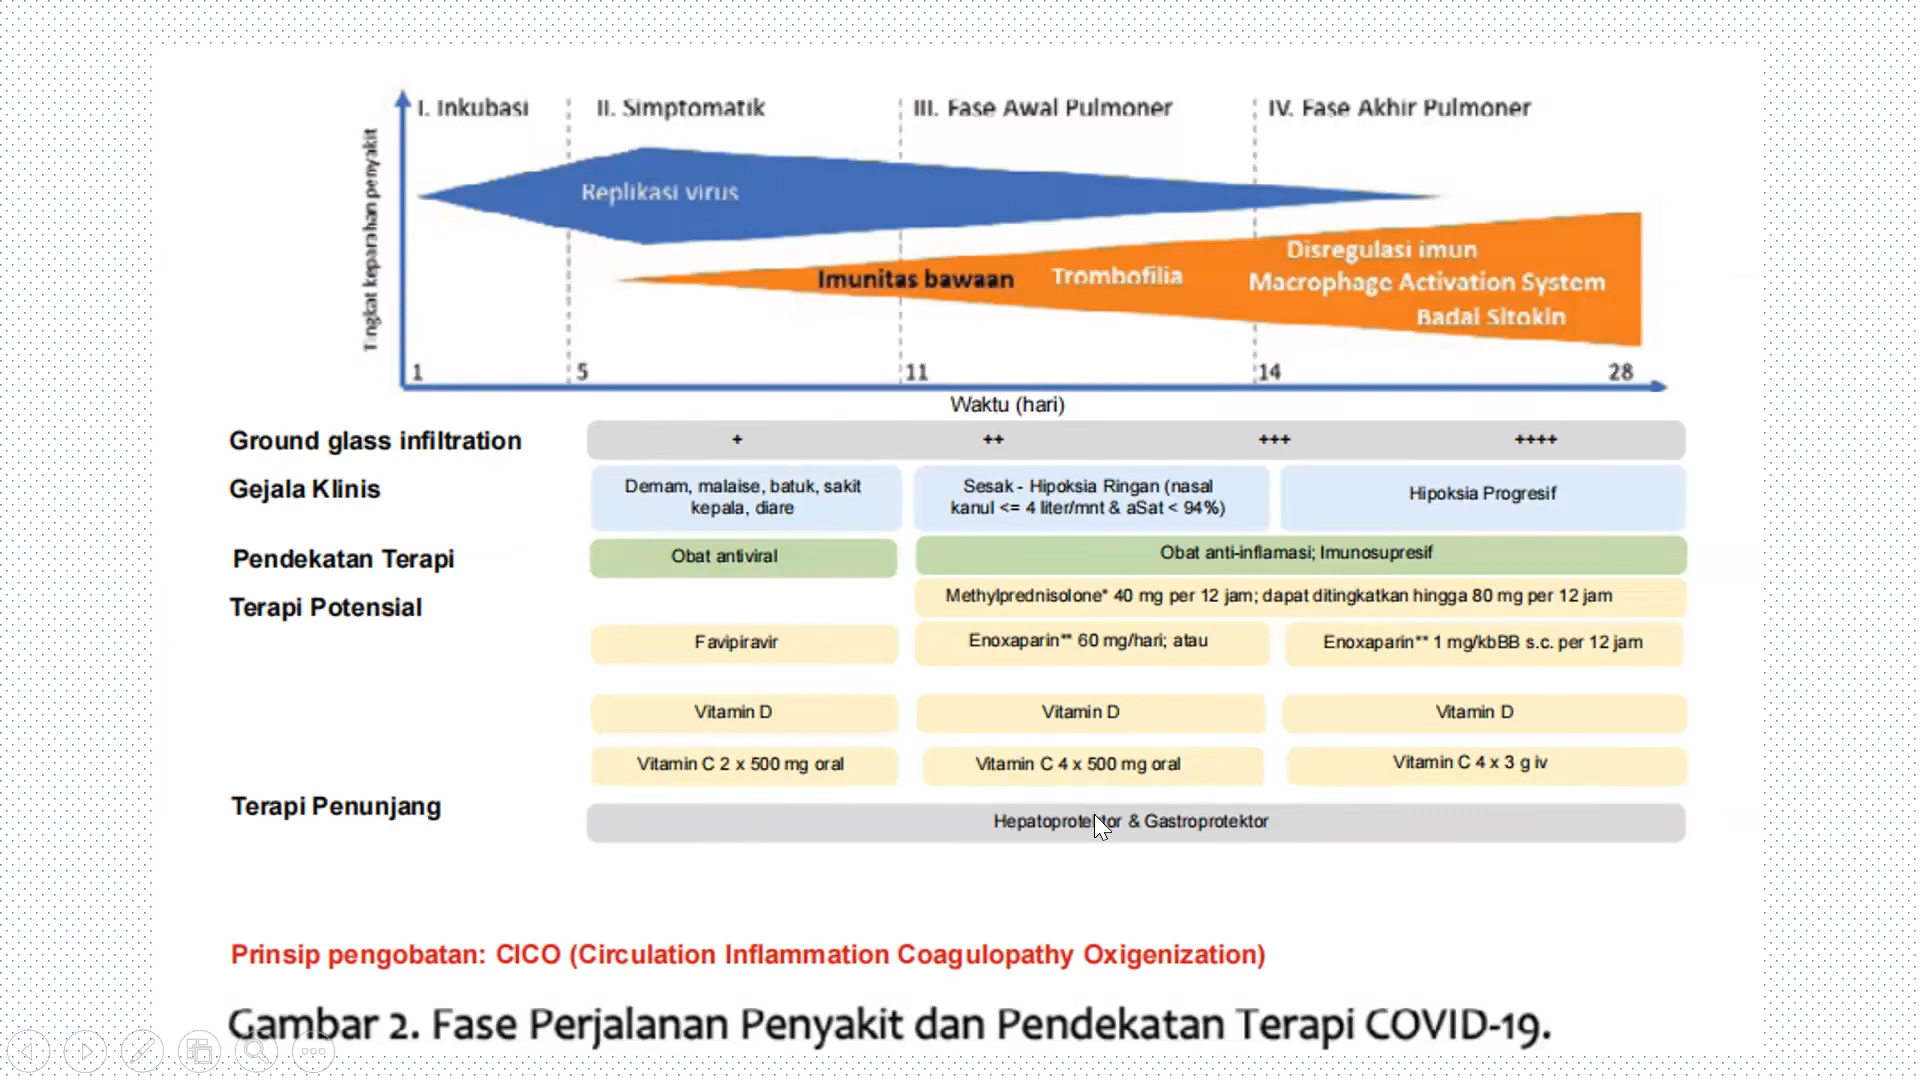 I. Inkubasi
II. Simptomatik
III. Fase Awal Pulmoner
IV. Fase Akhir Pulmoner
Tingkat keparahan penyakit
Replikasi virus
Imunitas bawaan
Trombofilia
Disregulasi imun
Macrophage Activation System
Badai Sitokin
1
5
11
14
28
Waktu (hari)
Ground glass infiltration
+
++
+++
++++
Gejala Klinis
Demam, malaise, batuk, sakit
kepala, diare
Sesak - Hipoksia Ringan (nasal
kanul <= 4 liter/mnt & aSat < 94%)
Hipoksia Progresif
Pendekatan Terapi
Obat antiviral
Obat anti-inflamasi; Imunosupresif
Terapi Potensial
Methylprednisolone* 40 mg per 12 jam; dapat ditingkatkan hingga 80 mg per 12 jam
Favipiravir
Enoxaparin** 60 mg/hari; atau
Enoxaparin** 1 mg/kbBB s.c. per 12 jam
Vitamin D
Vitamin D
Vitamin D
Vitamin C 2 x 500 mg oral
Vitamin C 4 x 500 mg oral
Vitamin C 4 x 3 g iv
Terapi Penunjang
Hepatoprotektor & Gastroprotektor
Prinsip pengobatan: CICO (Circulation Inflammation Coagulopathy Oxigenization)
Gambar 2. Fase Perjalanan Penyakit dan Pendekatan Terapi COVID-19.